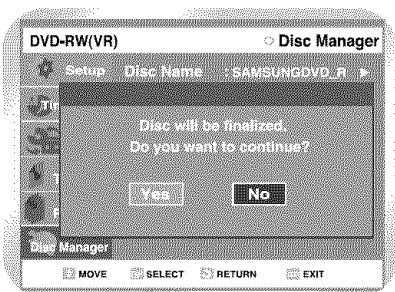 DVD-RW(VR) Disc Manager
Setup Disc Name : SAMSUNGDVD_R
Disc will be finalized.
Do you want to continue?
Yes No
Disc Manager
MOVE SELECT RETURN EXIT